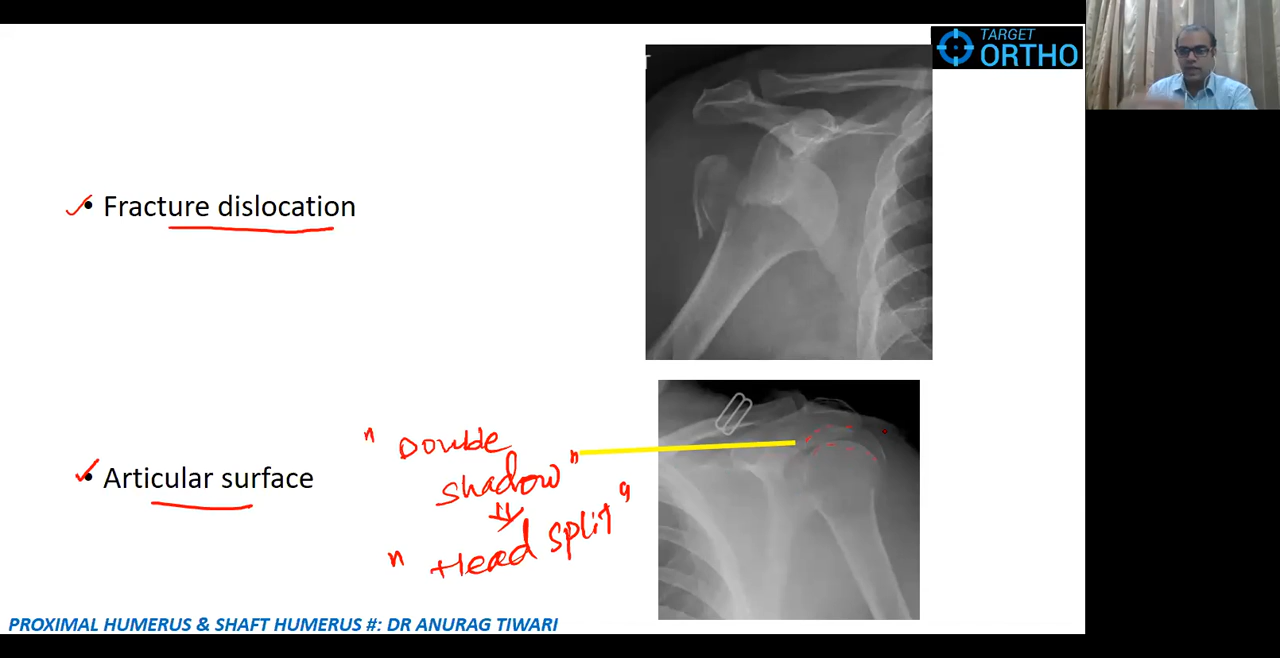 TARGET
ORTHO
• Fracture dislocation
"Double
shadow"
• Articular surface
"Head split"
PROXIMAL HUMERUS & SHAFT HUMERUS #: DR ANURAG TIWARI